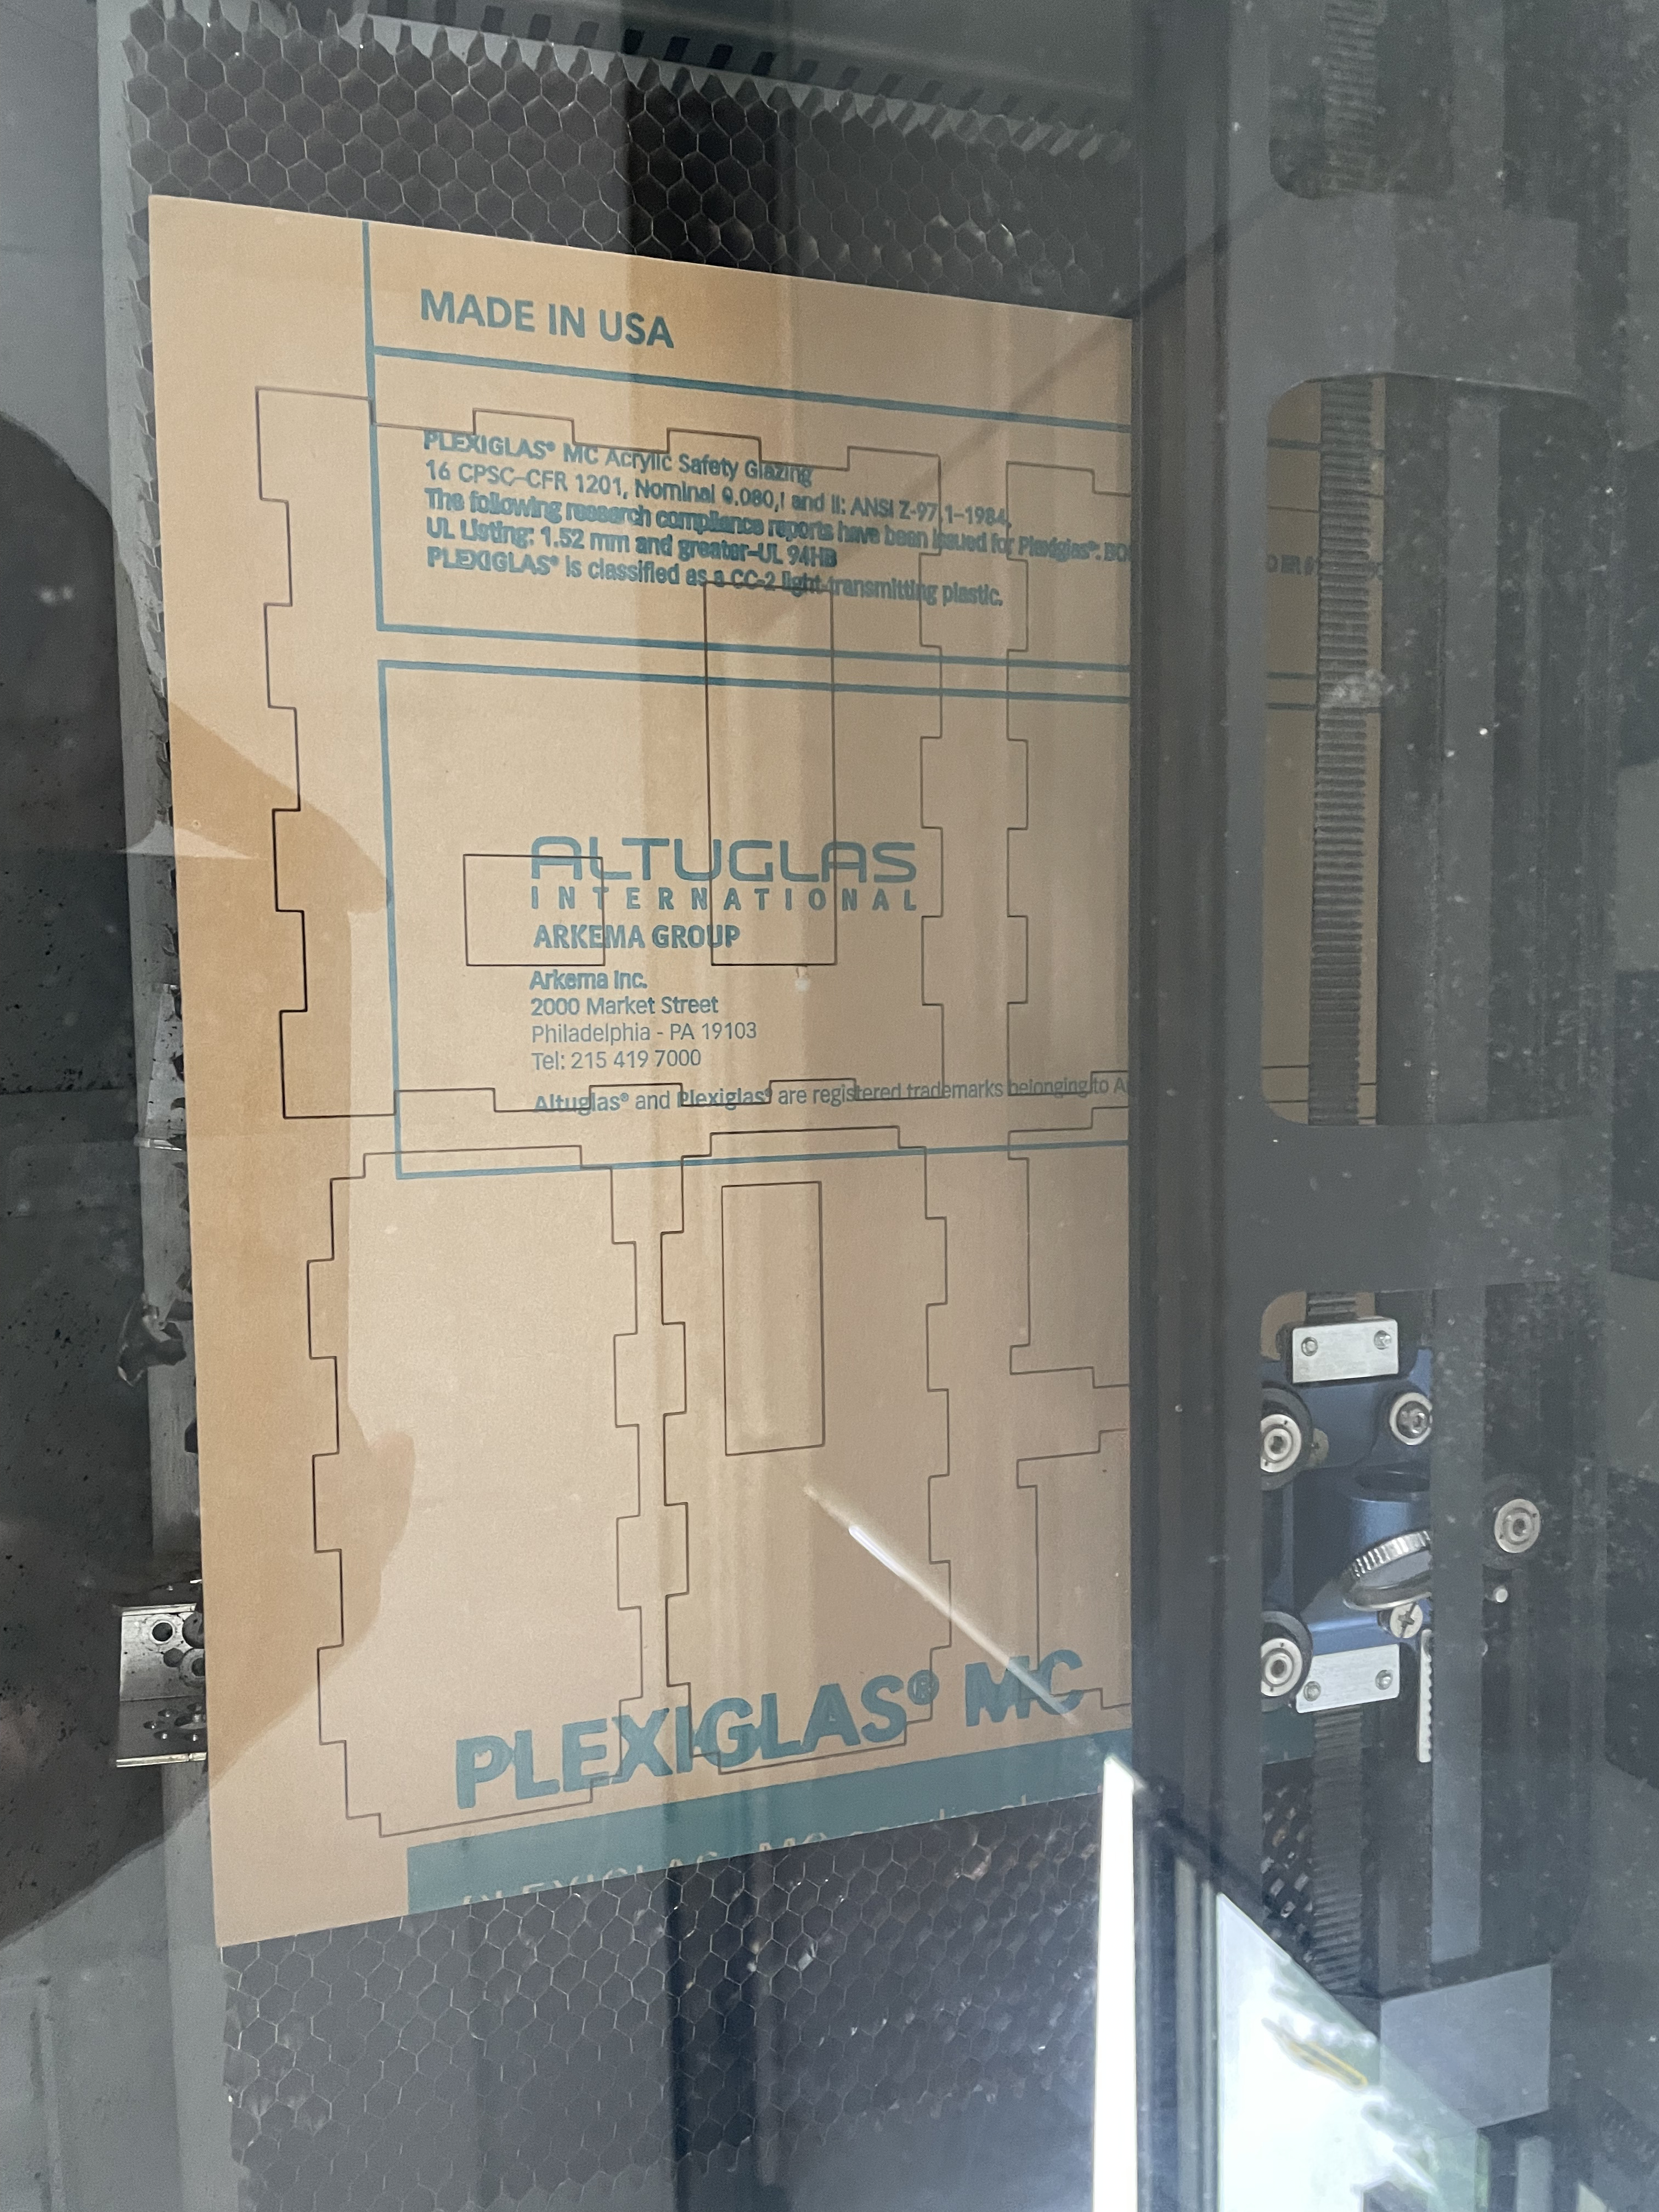 MADE IN USA
PLEXIGLAS® MC Acrylic Safety Glazing
16 CPSC-CFR 1201, Nominal 0.080, I and II: ANSI Z-97.1-1984.
The following research compliance reports have been issued for Plexiglas®: BO
UL Listing: 1.52 mm and greater-UL 94HB
PLEXIGLAS® is classified as a CC-2 light-transmitting plastic.
ALTUGLAS
INTERNATIONAL
ARKEMA GROUP
Arkema Inc.
2000 Market Street
Philadelphia - PA 19103
Tel: 215 419 7000
Altuglas® and Plexiglas® are registered trademarks belonging to A
PLEXIGLAS® MC